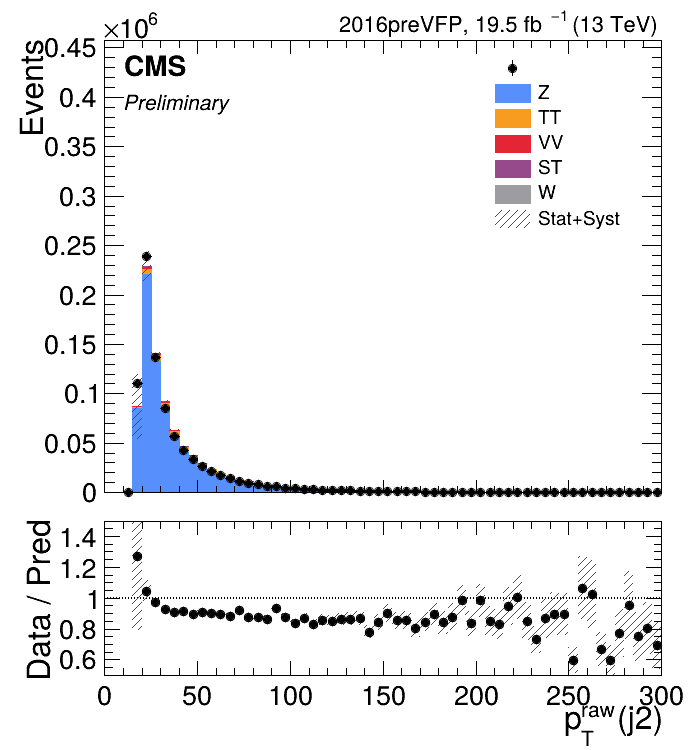 ×10^6
2016preVFP, 19.5 fb^−1 (13 TeV)
Events
CMS
Preliminary
Z
TT
VV
ST
W
Stat+Syst
0.45
0.4
0.35
0.3
0.25
0.2
0.15
0.1
0.05
0
Data / Pred
1.4
1.2
1
0.8
0.6
0 50 100 150 200 250 300
p_T^raw(j2)